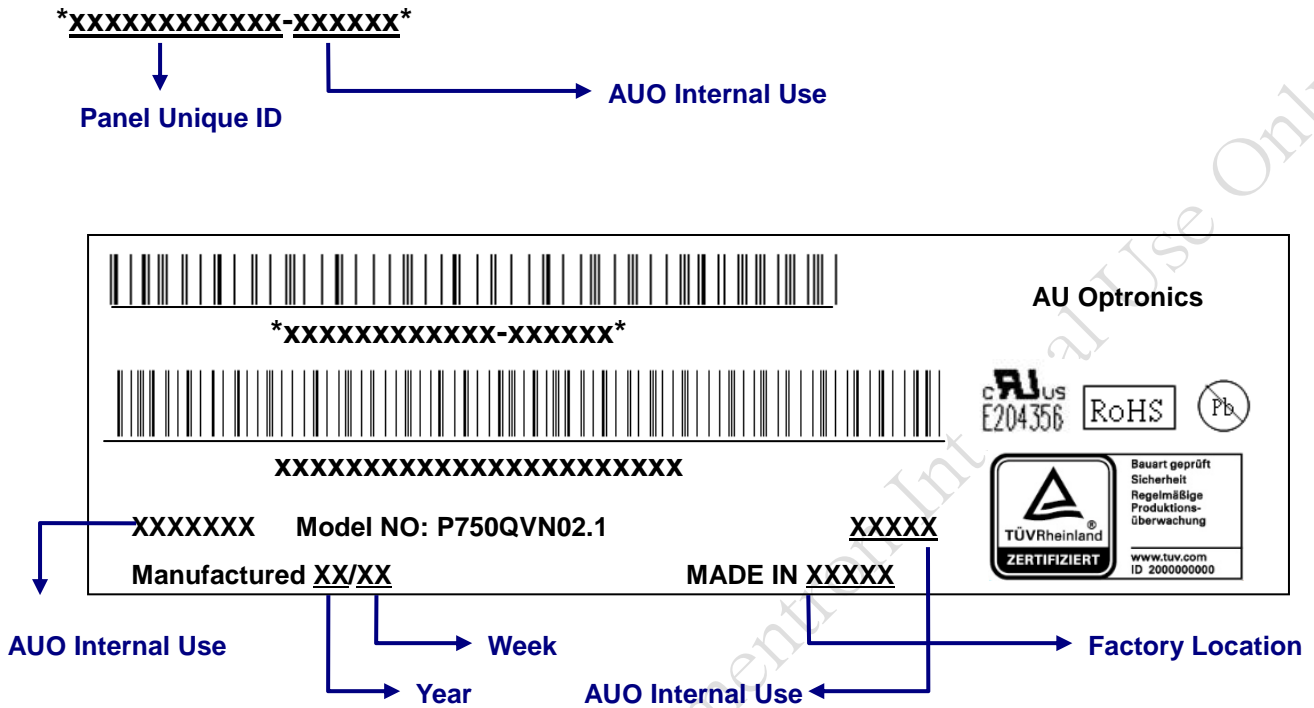 *xxxxxxxxxxxx-xxxxxx*
Panel Unique ID
AUO Internal Use
*xxxxxxxxxxxx-xxxxxx*
AU Optronics
c RU us
E204356
RoHS
Pb
xxxxxxxxxxxxxxxxxxxxxxx
Bauart geprüft
Sicherheit
Regelmäßige
Produktions-
überwachung
www.tuv.com
ID 2000000000
TÜVRheinland®
ZERTIFIZIERT
XXXXXXX Model NO: P750QVN02.1 XXXXX
Manufactured XX/XX MADE IN XXXXX
AUO Internal Use
Week
Factory Location
Year
AUO Internal Use